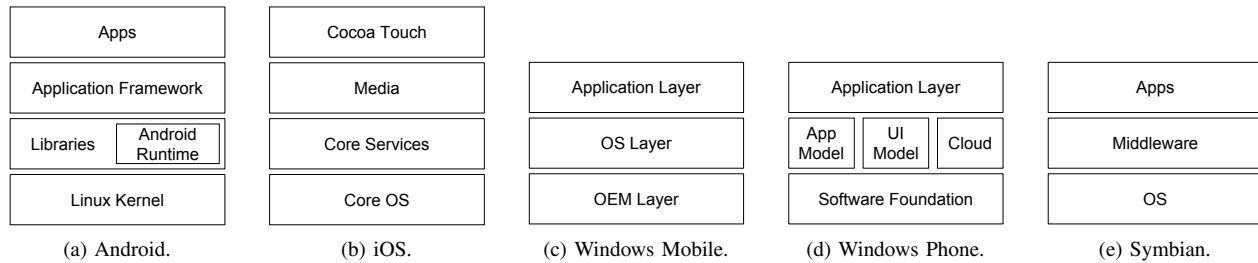 Apps
Application Framework
Libraries
Android
Runtime
Linux Kernel
(a) Android.
Cocoa Touch
Media
Core Services
Core OS
(b) iOS.
Application Layer
OS Layer
OEM Layer
(c) Windows Mobile.
Application Layer
App
Model
UI
Model
Cloud
Software Foundation
(d) Windows Phone.
Apps
Middleware
OS
(e) Symbian.